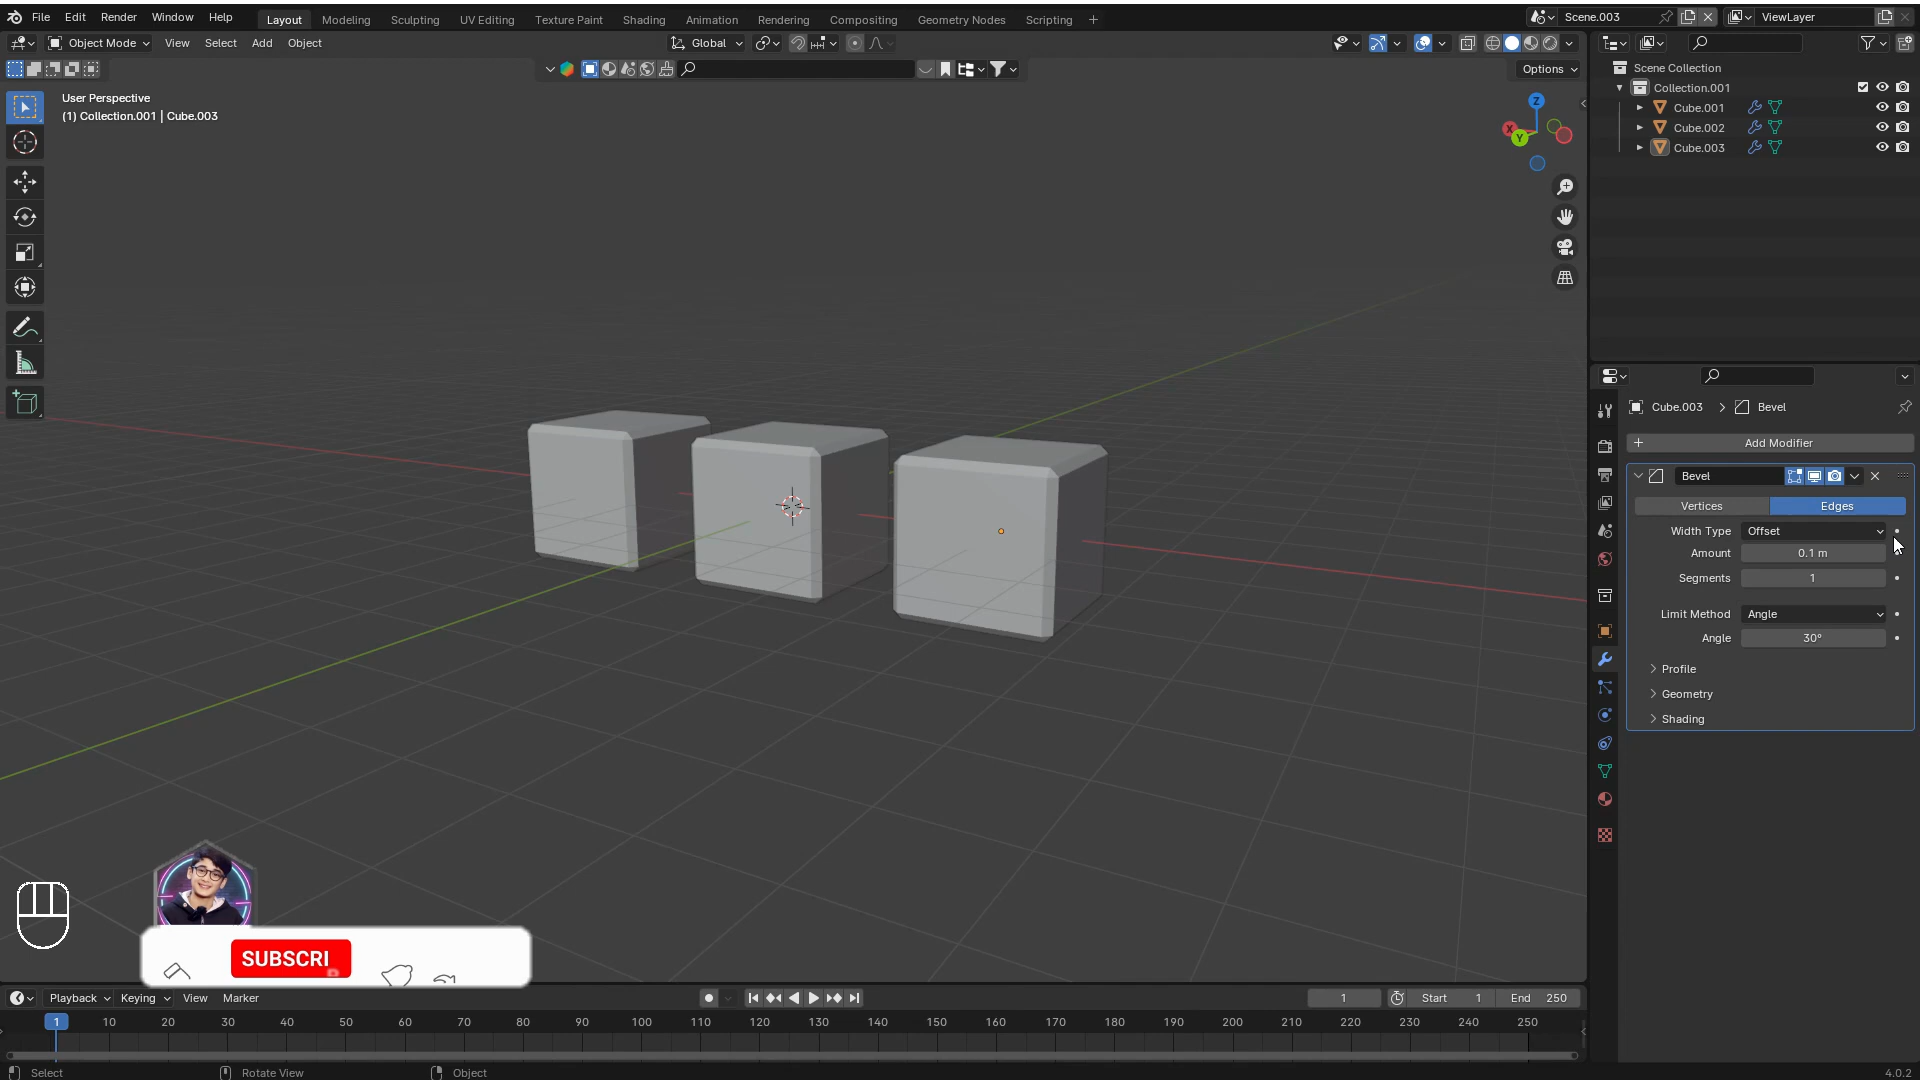 File Edit Render Window Help Layout Modeling Sculpting UV Editing Texture Paint Shading Animation Rendering Compositing Geometry Nodes Scripting + Scene.003 ViewLayer
Object Mode View Select Add Object Global
Options
User Perspective
(1) Collection.001 | Cube.003
Z
X
Y
Scene Collection
Collection.001
Cube.001
Cube.002
Cube.003
Cube.003 > Bevel
+ Add Modifier
Bevel
Vertices Edges
Width Type Offset
Amount 0.1 m
Segments 1
Limit Method Angle
Angle 30°
Profile
Geometry
Shading
SUBSCRI
Playback Keying View Marker 1 Start 1 End 250
1 10 20 30 40 50 60 70 80 90 100 110 120 130 140 150 160 170 180 190 200 210 220 230 240 250
Select Rotate View Object 4.0.2